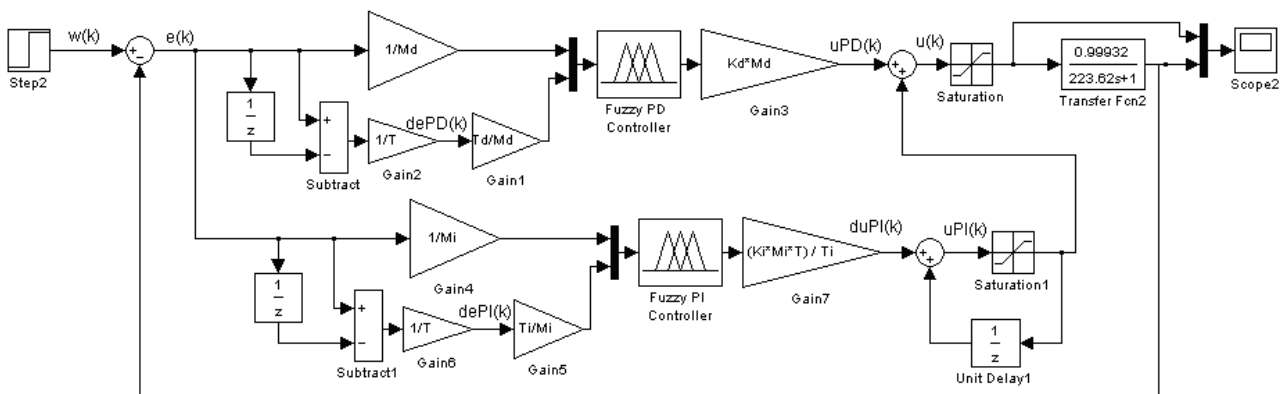 w(k)
Step2
e(k)
1/Md
1
z
+
−
Subtract
dePD(k)
1/T
Gain2
Td/Md
Gain1
Fuzzy PD
Controller
Kd*Md
Gain3
uPD(k)
u(k)
Saturation
0.99932
223.62s+1
Transfer Fcn2
Scope2
1/Mi
Gain4
1
z
+
−
Subtract1
dePI(k)
1/T
Gain6
Ti/Mi
Gain5
Fuzzy PI
Controller
(Ki*Mi*T) / Ti
Gain7
duPI(k)
uPI(k)
Saturation1
1
z
Unit Delay1